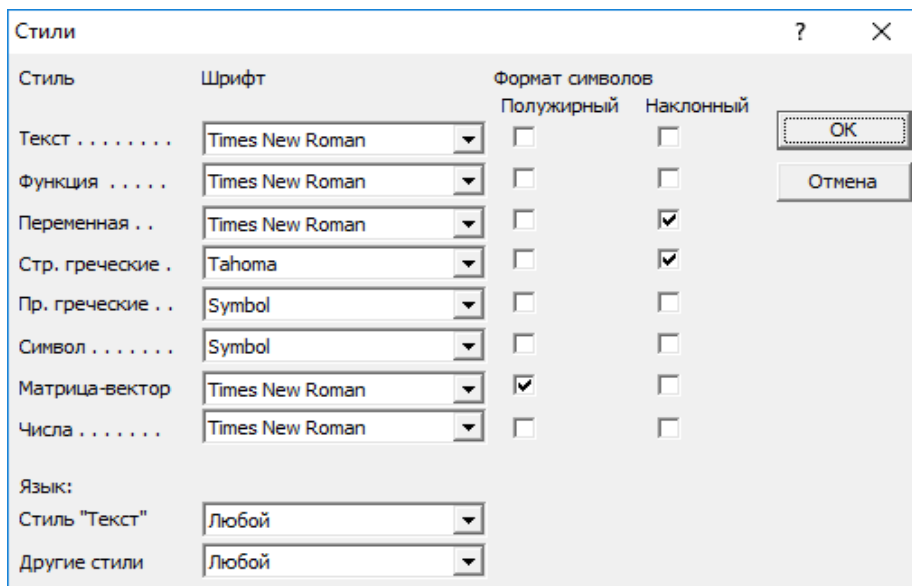 Стили ?
Стиль Шрифт Формат символов
Полужирный Наклонный
Текст . . . . . . . . Times New Roman OK
Функция . . . . . Times New Roman Отмена
Переменная . . Times New Roman
Стр. греческие . Tahoma
Пр. греческие . . Symbol
Символ . . . . . . . Symbol
Матрица-вектор Times New Roman
Числа . . . . . . . Times New Roman
Язык:
Стиль "Текст" Любой
Другие стили Любой